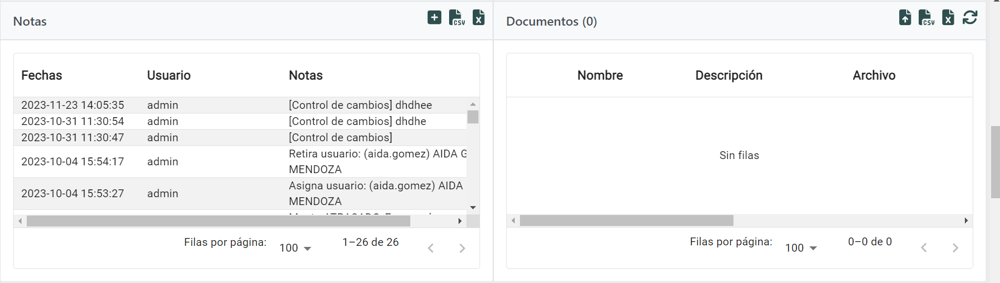 Notas
CSV
Documentos (0)
CSV
Fechas Usuario Notas
2023-11-23 14:05:35 admin [Control de cambios] dhdhee
2023-10-31 11:30:54 admin [Control de cambios] dhdhe
2023-10-31 11:30:47 admin [Control de cambios]
2023-10-04 15:54:17 admin Retira usuario: (aida.gomez) AIDA G
MENDOZA
2023-10-04 15:53:27 admin Asigna usuario: (aida.gomez) AIDA
MENDOZA
Filas por página: 100 1–26 de 26
Nombre Descripción Archivo
Sin filas
Filas por página: 100 0–0 de 0